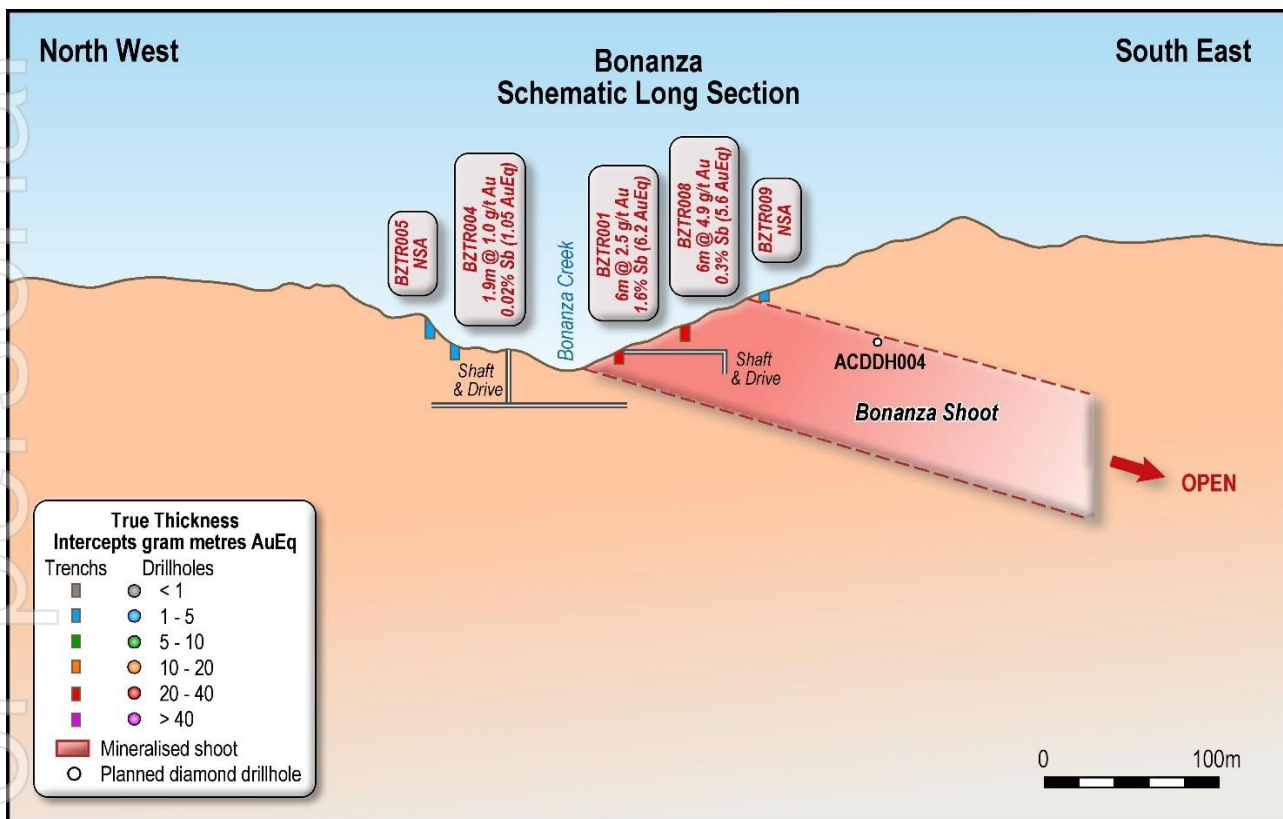 North West
South East
Bonanza
Schematic Long Section
BZTR005
NSA
BZTR004
1.9m @ 1.0 g/t Au
0.02% Sb (1.05 AuEq)
Bonanza Creek
BZTR001
6m @ 2.5 g/t Au
1.6% Sb (6.2 AuEq)
BZTR008
6m @ 4.9 g/t Au
0.3% Sb (5.6 AuEq)
BZTR009
NSA
Shaft
& Drive
Shaft
& Drive
ACDDH004
Bonanza Shoot
OPEN
True Thickness
Intercepts gram metres AuEq
Trenchs Drillholes
< 1
1 - 5
5 - 10
10 - 20
20 - 40
> 40
Mineralised shoot
Planned diamond drillhole
0 100m